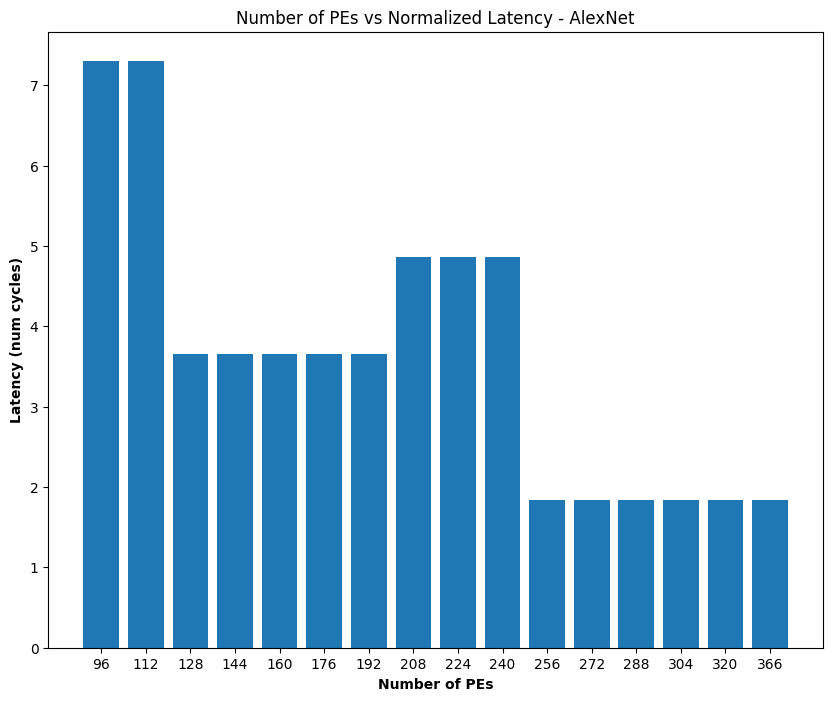 Number of PEs vs Normalized Latency - AlexNet
Latency (num cycles)
7
6
5
4
3
2
1
0
96 112 128 144 160 176 192 208 224 240 256 272 288 304 320 366
Number of PEs